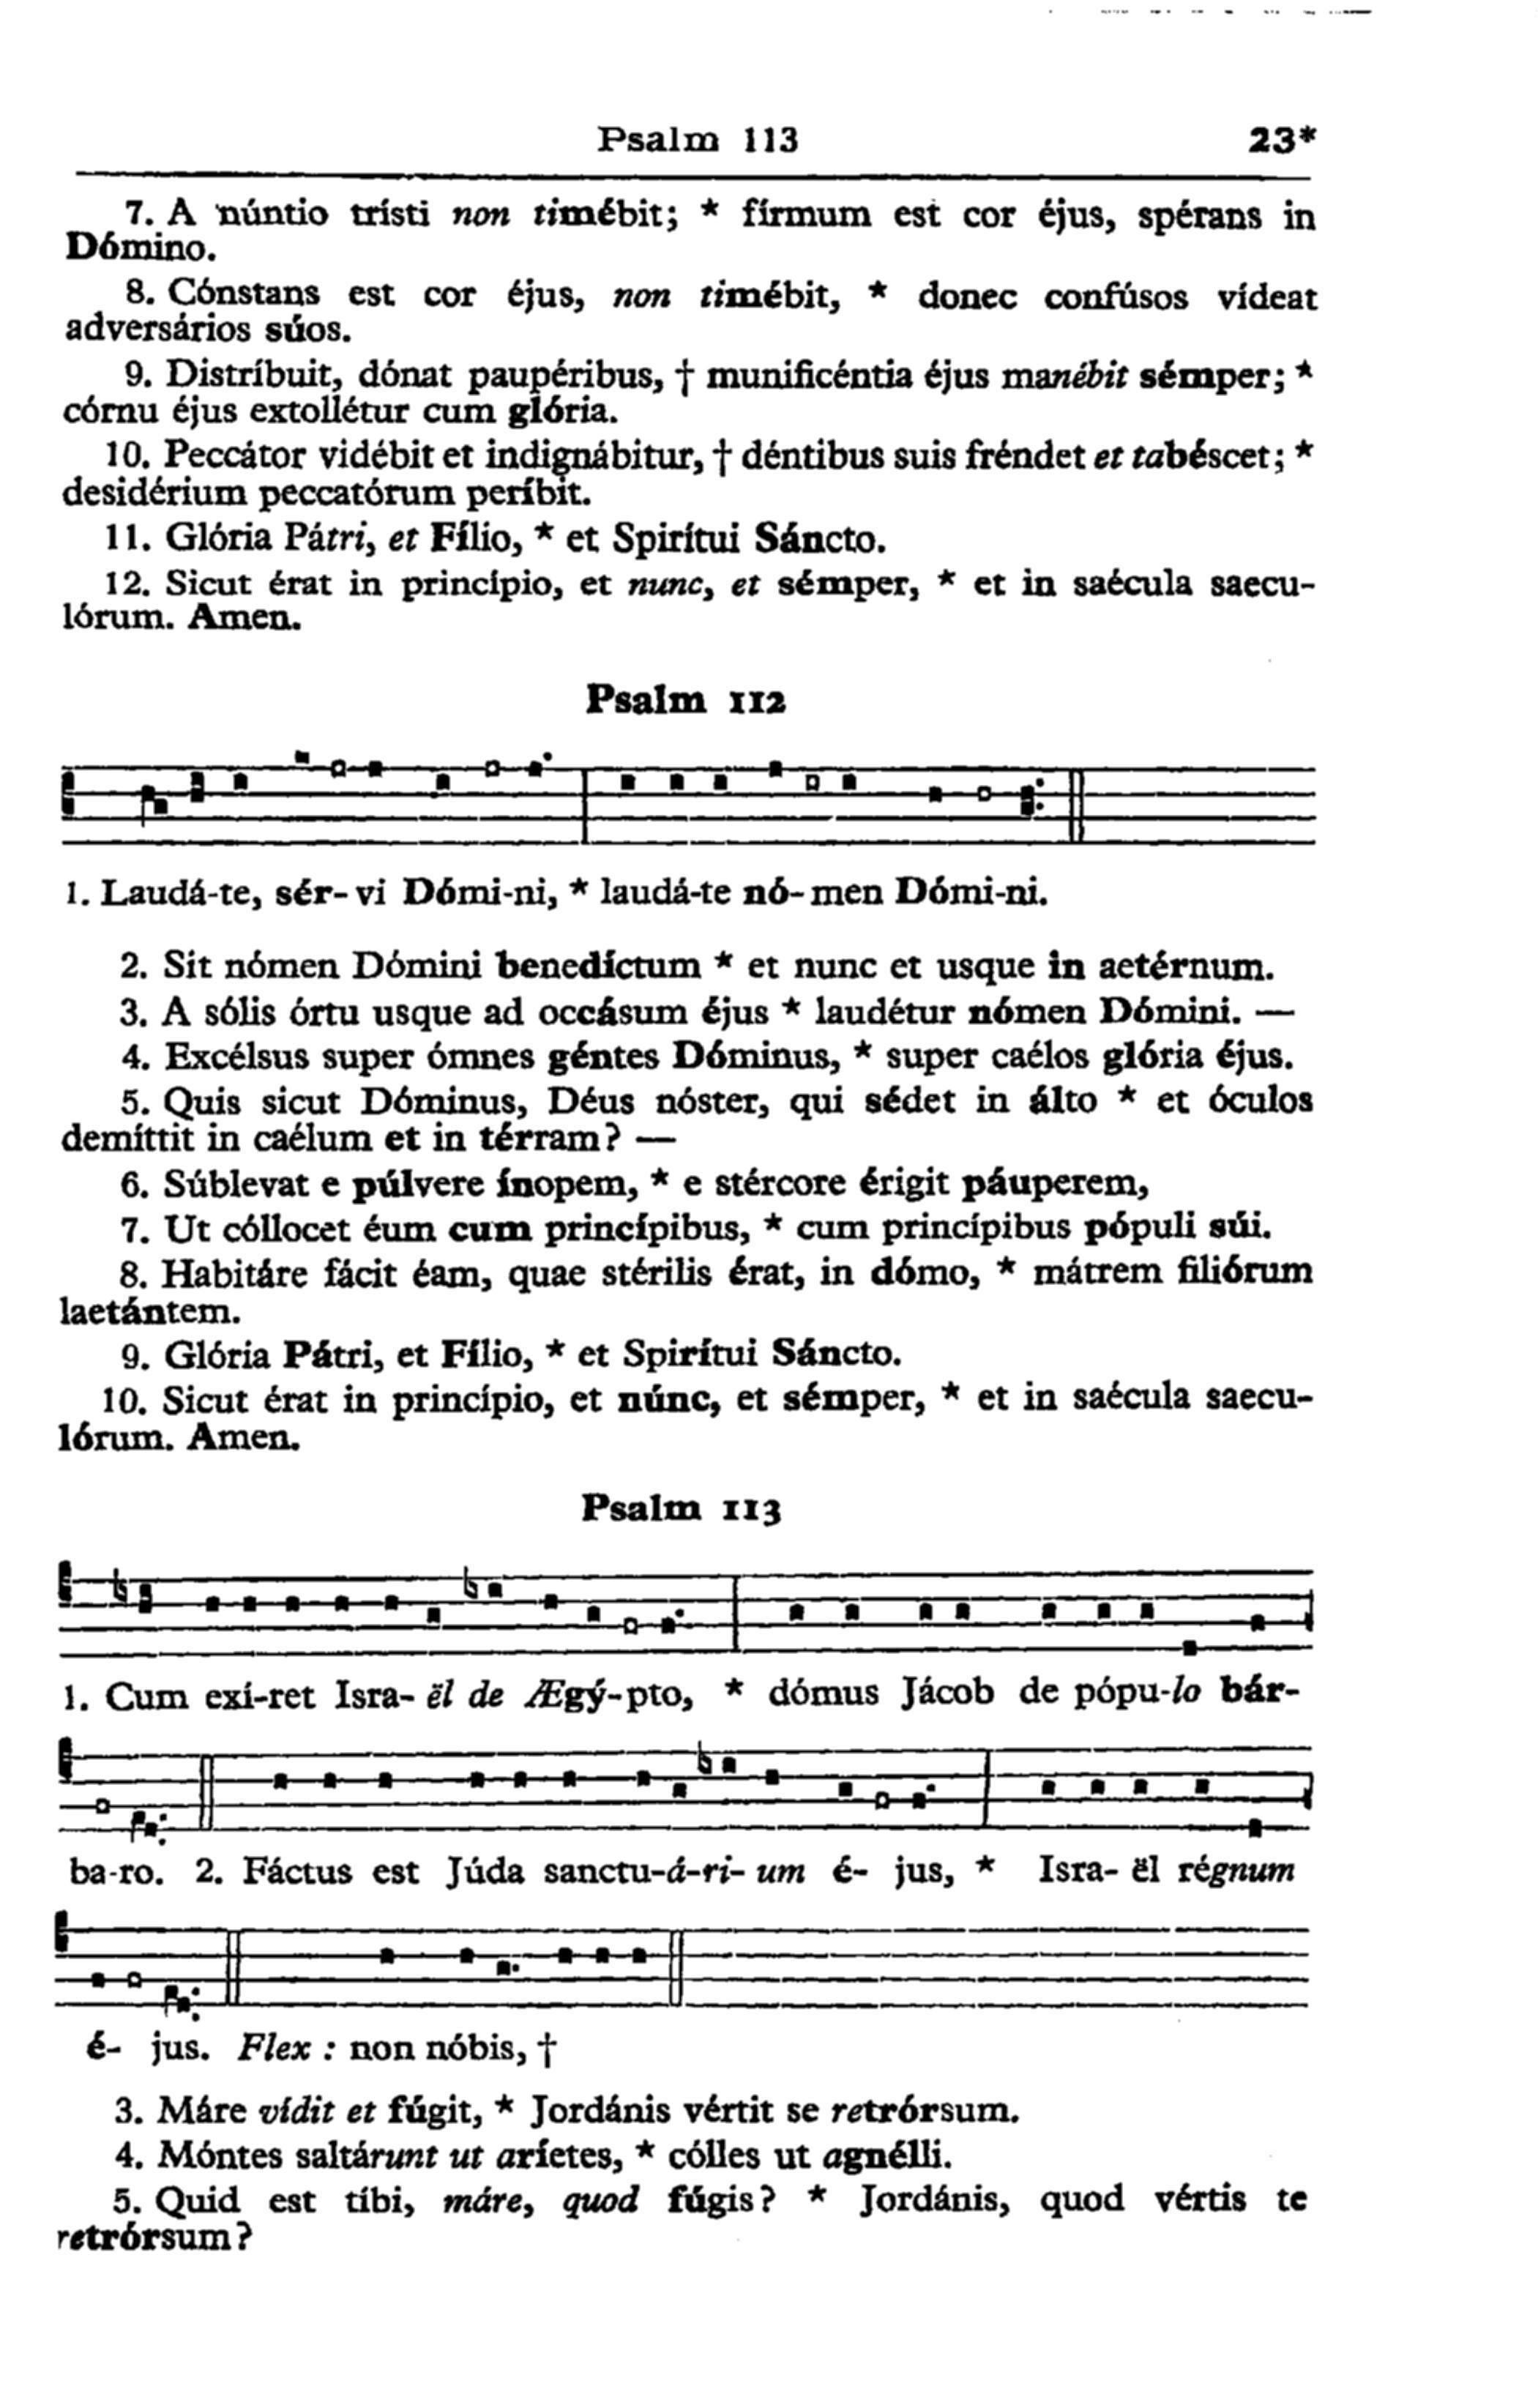 Psalm 113 23*
7. A núntio trísti non timébit; * fírmum est cor éjus, spérans in
Dómino.
8. Cónstans est cor éjus, non timébit, * donec confúsos vídeat
adversários súos.
9. Distríbuit, dónat paupéribus, † munificéntia éjus manébit sémper; *
córnu éjus extollétur cum glória.
10. Peccátor vidébit et indignábitur, † déntibus suis fréndet et tabéscet; *
desidérium peccatórum períbit.
11. Glória Pátri, et Fílio, * et Spirítui Sáncto.
12. Sicut érat in princípio, et nunc, et sémper, * et in saécula saecu-
lórum. Amen.
Psalm 112
1. Laudá-te, sér- vi Dómi-ni, * laudá-te nó- men Dómi-ni.
2. Sit nómen Dómini benedíctum * et nunc et usque in aetérnum.
3. A sólis órtu usque ad occásum éjus * laudétur nómen Dómini. —
4. Excélsus super ómnes géntes Dóminus, * super caélos glória éjus.
5. Quis sicut Dóminus, Déus nóster, qui sédet in álto * et óculos
demíttit in caélum et in térram? —
6. Súblevat e púlvere ínopem, * e stércore érigit páuperem,
7. Ut cóllocet éum cum princípibus, * cum princípibus pópuli súi.
8. Habitáre fácit éam, quae stérilis érat, in dómo, * mátrem filiórum
laetántem.
9. Glória Pátri, et Fílio, * et Spirítui Sáncto.
10. Sicut érat in princípio, et núnc, et sémper, * et in saécula saecu-
lórum. Amen.
Psalm 113
1. Cum exí-ret Isra- ël de Ægý-pto, * dómus Jácob de pópu-lo bár-
ba-ro. 2. Fáctus est Júda sanctu-á-ri- um é- jus, * Isra- ël régnum
é- jus. Flex : non nóbis, †
3. Máre vídit et fúgit, * Jordánis vértit se retrórsum.
4. Móntes saltárunt ut aríetes, * cólles ut agnélli.
5. Quid est tíbi, máre, quod fúgis? * Jordánis, quod vértis te
retrórsum?